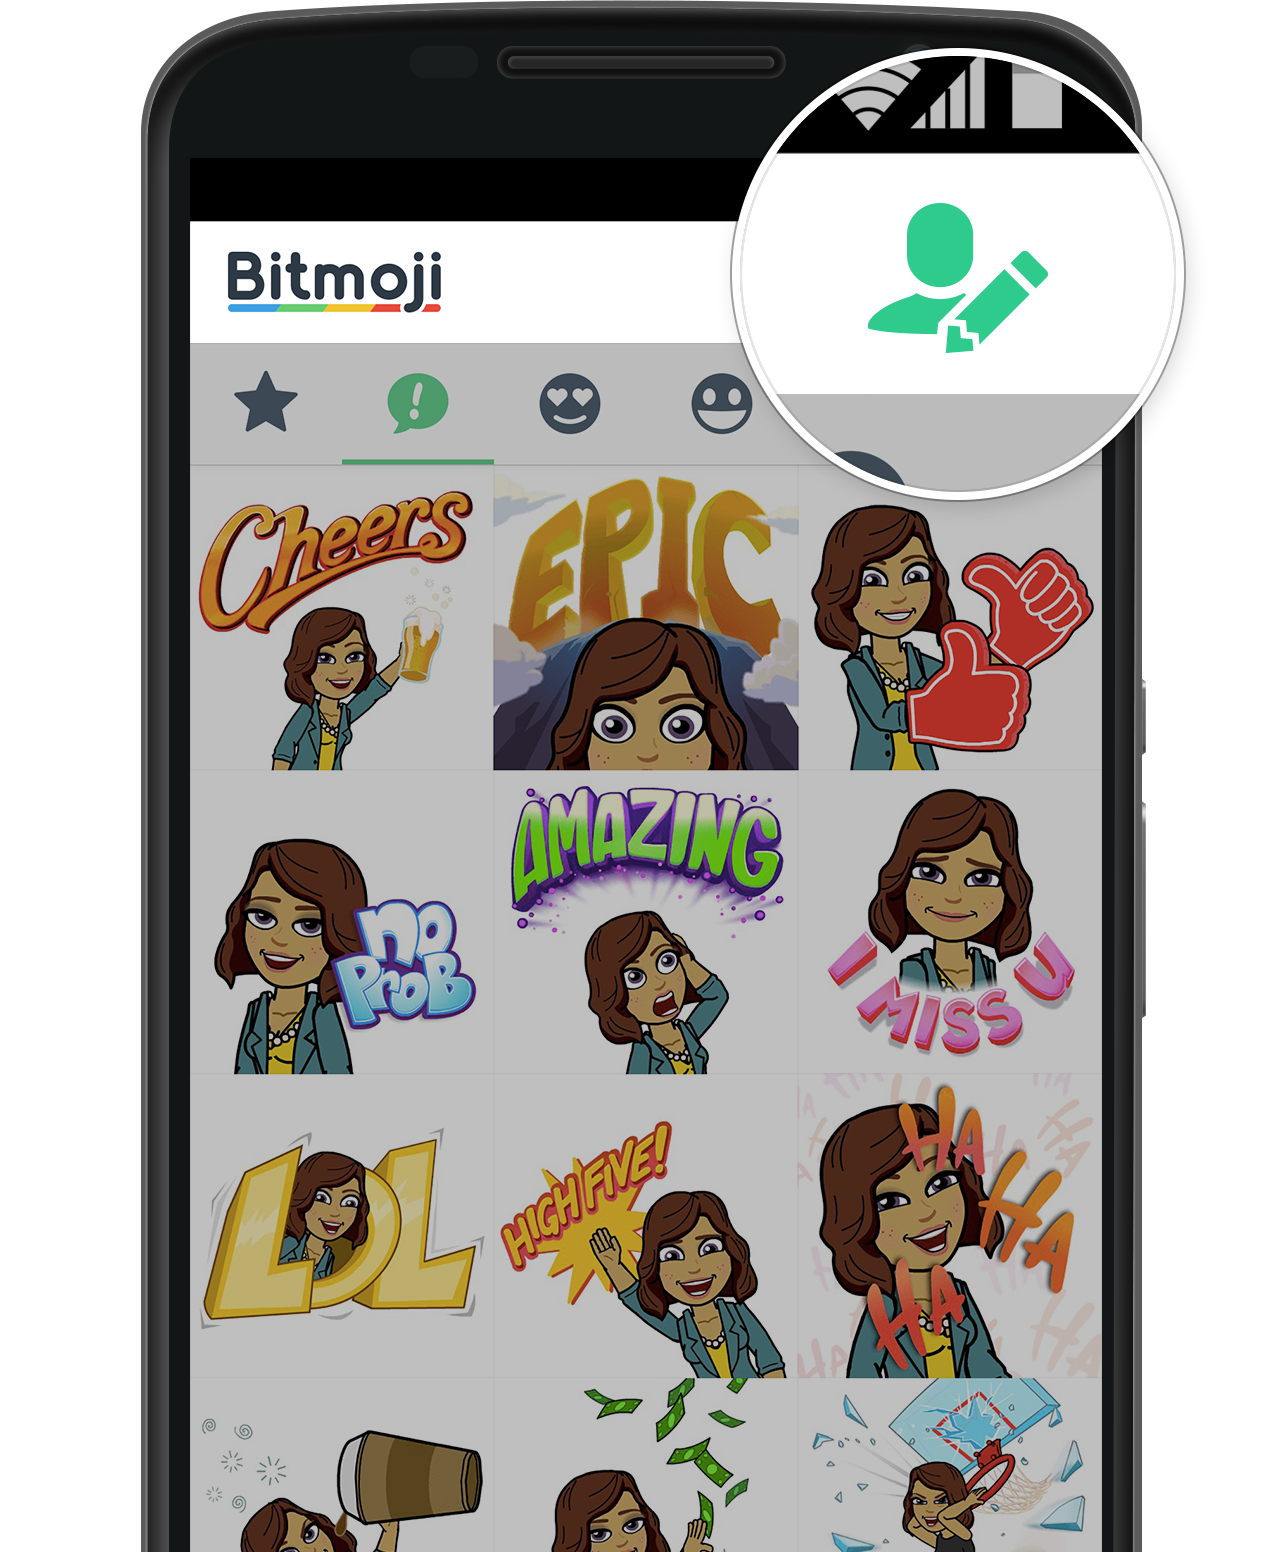 Bitmoji
Cheers
EPIC
no
ProB
AMAZING
I MISS U
LOL
HIGH FIVE!
HA
HA
HA